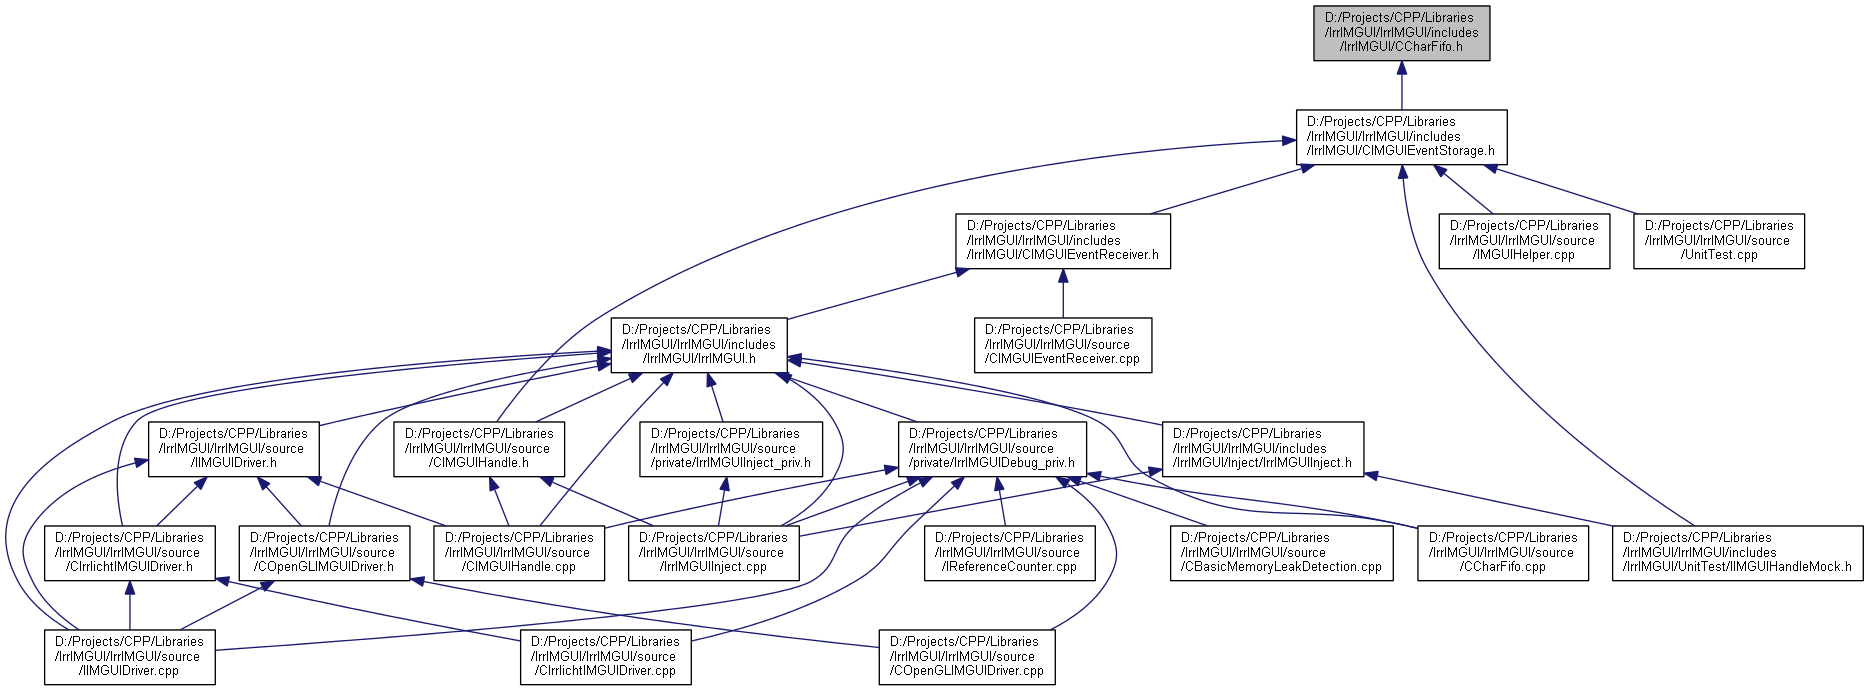 D:/Projects/CPP/Libraries
/IrrIMGUI/IrrIMGUI/includes
/IrrIMGUI/CCharFifo.h
D:/Projects/CPP/Libraries
/IrrIMGUI/IrrIMGUI/includes
/IrrIMGUI/CIMGUIEventStorage.h
D:/Projects/CPP/Libraries
/IrrIMGUI/IrrIMGUI/includes
/IrrIMGUI/CIMGUIEventReceiver.h
D:/Projects/CPP/Libraries
/IrrIMGUI/IrrIMGUI/source
/IMGUIHelper.cpp
D:/Projects/CPP/Libraries
/IrrIMGUI/IrrIMGUI/source
/UnitTest.cpp
D:/Projects/CPP/Libraries
/IrrIMGUI/IrrIMGUI/includes
/IrrIMGUI/IrrIMGUI.h
D:/Projects/CPP/Libraries
/IrrIMGUI/IrrIMGUI/source
/CIMGUIEventReceiver.cpp
D:/Projects/CPP/Libraries
/IrrIMGUI/IrrIMGUI/source
/IIMGUIDriver.h
D:/Projects/CPP/Libraries
/IrrIMGUI/IrrIMGUI/source
/CIMGUIHandle.h
D:/Projects/CPP/Libraries
/IrrIMGUI/IrrIMGUI/source
/private/IrrIMGUIInject_priv.h
D:/Projects/CPP/Libraries
/IrrIMGUI/IrrIMGUI/source
/private/IrrIMGUIDebug_priv.h
D:/Projects/CPP/Libraries
/IrrIMGUI/IrrIMGUI/includes
/IrrIMGUI/Inject/IrrIMGUIInject.h
D:/Projects/CPP/Libraries
/IrrIMGUI/IrrIMGUI/source
/CIrrlichtIMGUIDriver.h
D:/Projects/CPP/Libraries
/IrrIMGUI/IrrIMGUI/source
/COpenGLIMGUIDriver.h
D:/Projects/CPP/Libraries
/IrrIMGUI/IrrIMGUI/source
/CIMGUIHandle.cpp
D:/Projects/CPP/Libraries
/IrrIMGUI/IrrIMGUI/source
/IrrIMGUIInject.cpp
D:/Projects/CPP/Libraries
/IrrIMGUI/IrrIMGUI/source
/IReferenceCounter.cpp
D:/Projects/CPP/Libraries
/IrrIMGUI/IrrIMGUI/source
/CBasicMemoryLeakDetection.cpp
D:/Projects/CPP/Libraries
/IrrIMGUI/IrrIMGUI/source
/CCharFifo.cpp
D:/Projects/CPP/Libraries
/IrrIMGUI/IrrIMGUI/includes
/IrrIMGUI/UnitTest/IIMGUIHandleMock.h
D:/Projects/CPP/Libraries
/IrrIMGUI/IrrIMGUI/source
/IIMGUIDriver.cpp
D:/Projects/CPP/Libraries
/IrrIMGUI/IrrIMGUI/source
/CIrrlichtIMGUIDriver.cpp
D:/Projects/CPP/Libraries
/IrrIMGUI/IrrIMGUI/source
/COpenGLIMGUIDriver.cpp